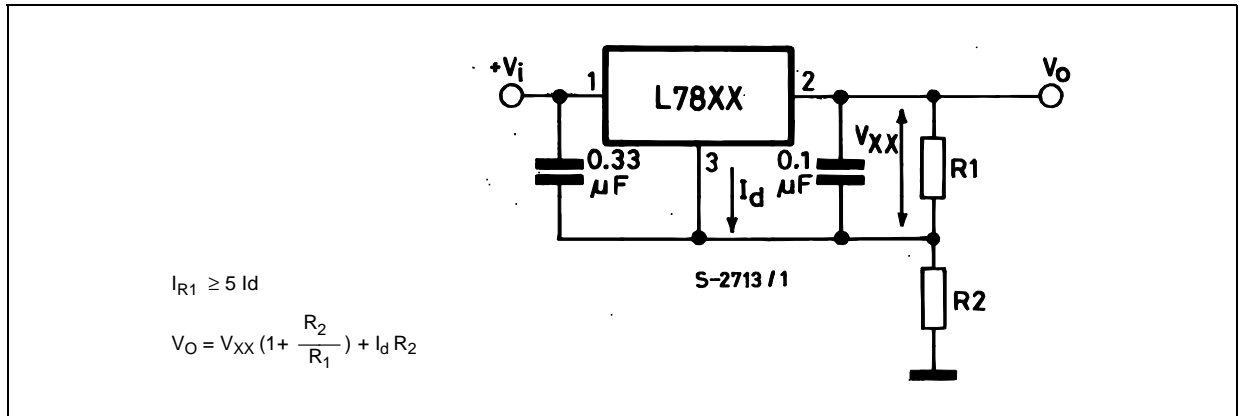 +Vi
1
L78XX
2
VO
0.33
µF
3
Id
0.1
µF
VXX
R1
S-2713/1
R2
IR1 ≥ 5 Id
VO = VXX (1+ R2/R1) + Id R2